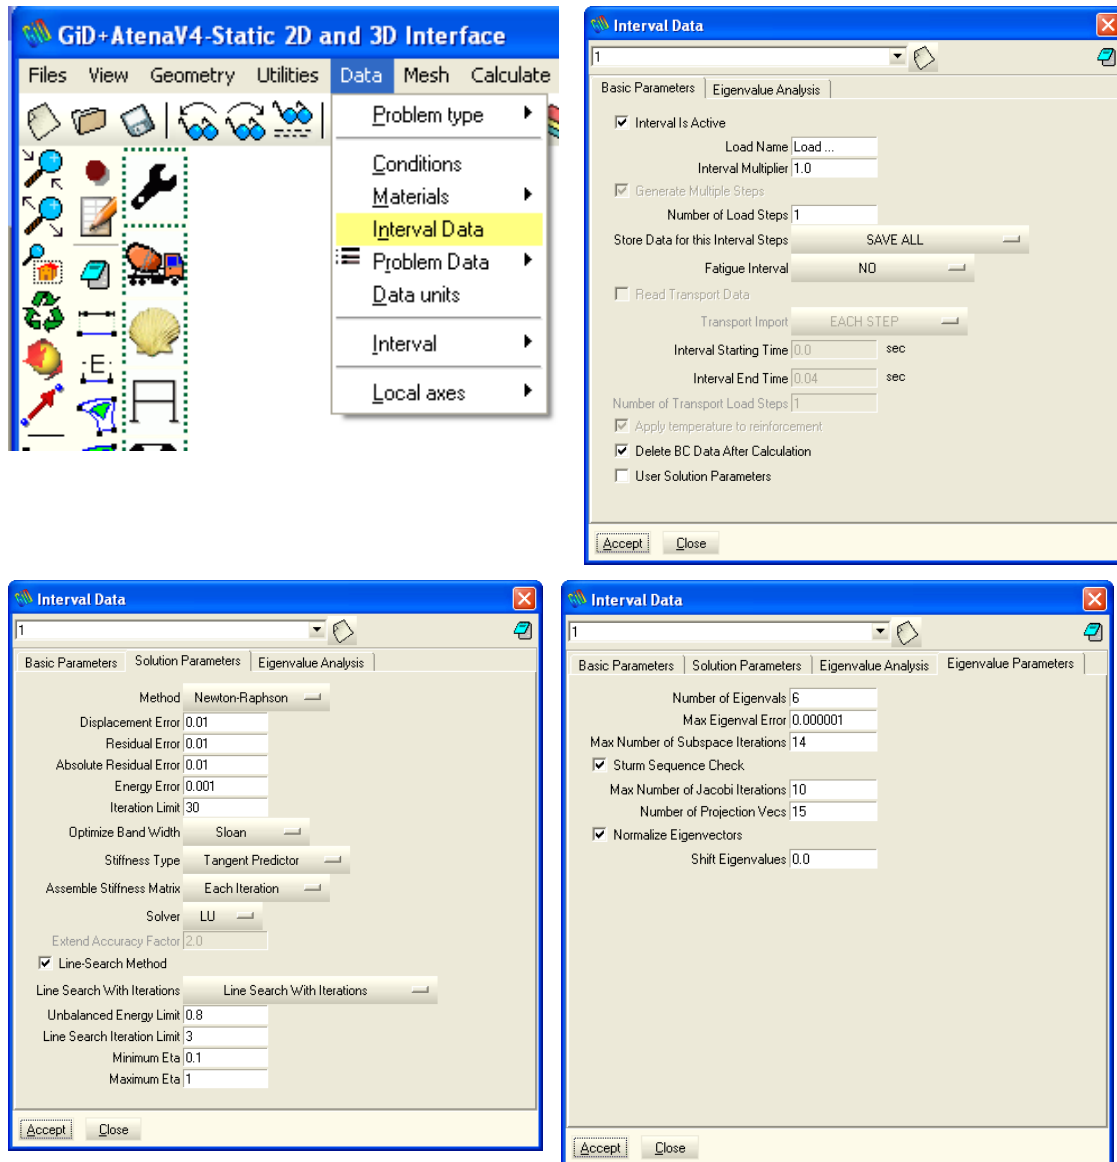 GiD+AtenaV4-Static 2D and 3D Interface
Files View Geometry Utilities Data Mesh Calculate
Problem type
Conditions
Materials
Interval Data
Problem Data
Data units
Interval
Local axes
E
Interval Data
1
Basic Parameters Eigenvalue Analysis
Interval Is Active
Load Name Load ...
Interval Multiplier 1.0
Generate Multiple Steps
Number of Load Steps 1
Store Data for this Interval Steps SAVE ALL
Fatigue Interval NO
Read Transport Data
Transport Import EACH STEP
Interval Starting Time 0.0 sec
Interval End Time 0.04 sec
Number of Transport Load Steps 1
Apply temperature to reinforcement
Delete BC Data After Calculation
User Solution Parameters
Accept Close
Interval Data
1
Basic Parameters Solution Parameters Eigenvalue Analysis
Method Newton-Raphson
Displacement Error 0.01
Residual Error 0.01
Absolute Residual Error 0.01
Energy Error 0.001
Iteration Limit 30
Optimize Band Width Sloan
Stiffness Type Tangent Predictor
Assemble Stiffness Matrix Each Iteration
Solver LU
Extend Accuracy Factor 2.0
Line-Search Method
Line Search With Iterations Line Search With Iterations
Unbalanced Energy Limit 0.8
Line Search Iteration Limit 3
Minimum Eta 0.1
Maximum Eta 1
Accept Close
Interval Data
1
Basic Parameters Solution Parameters Eigenvalue Analysis Eigenvalue Parameters
Number of Eigenvals 6
Max Eigenval Error 0.000001
Max Number of Subspace Iterations 14
Sturm Sequence Check
Max Number of Jacobi Iterations 10
Number of Projection Vecs 15
Normalize Eigenvectors
Shift Eigenvalues 0.0
Accept Close